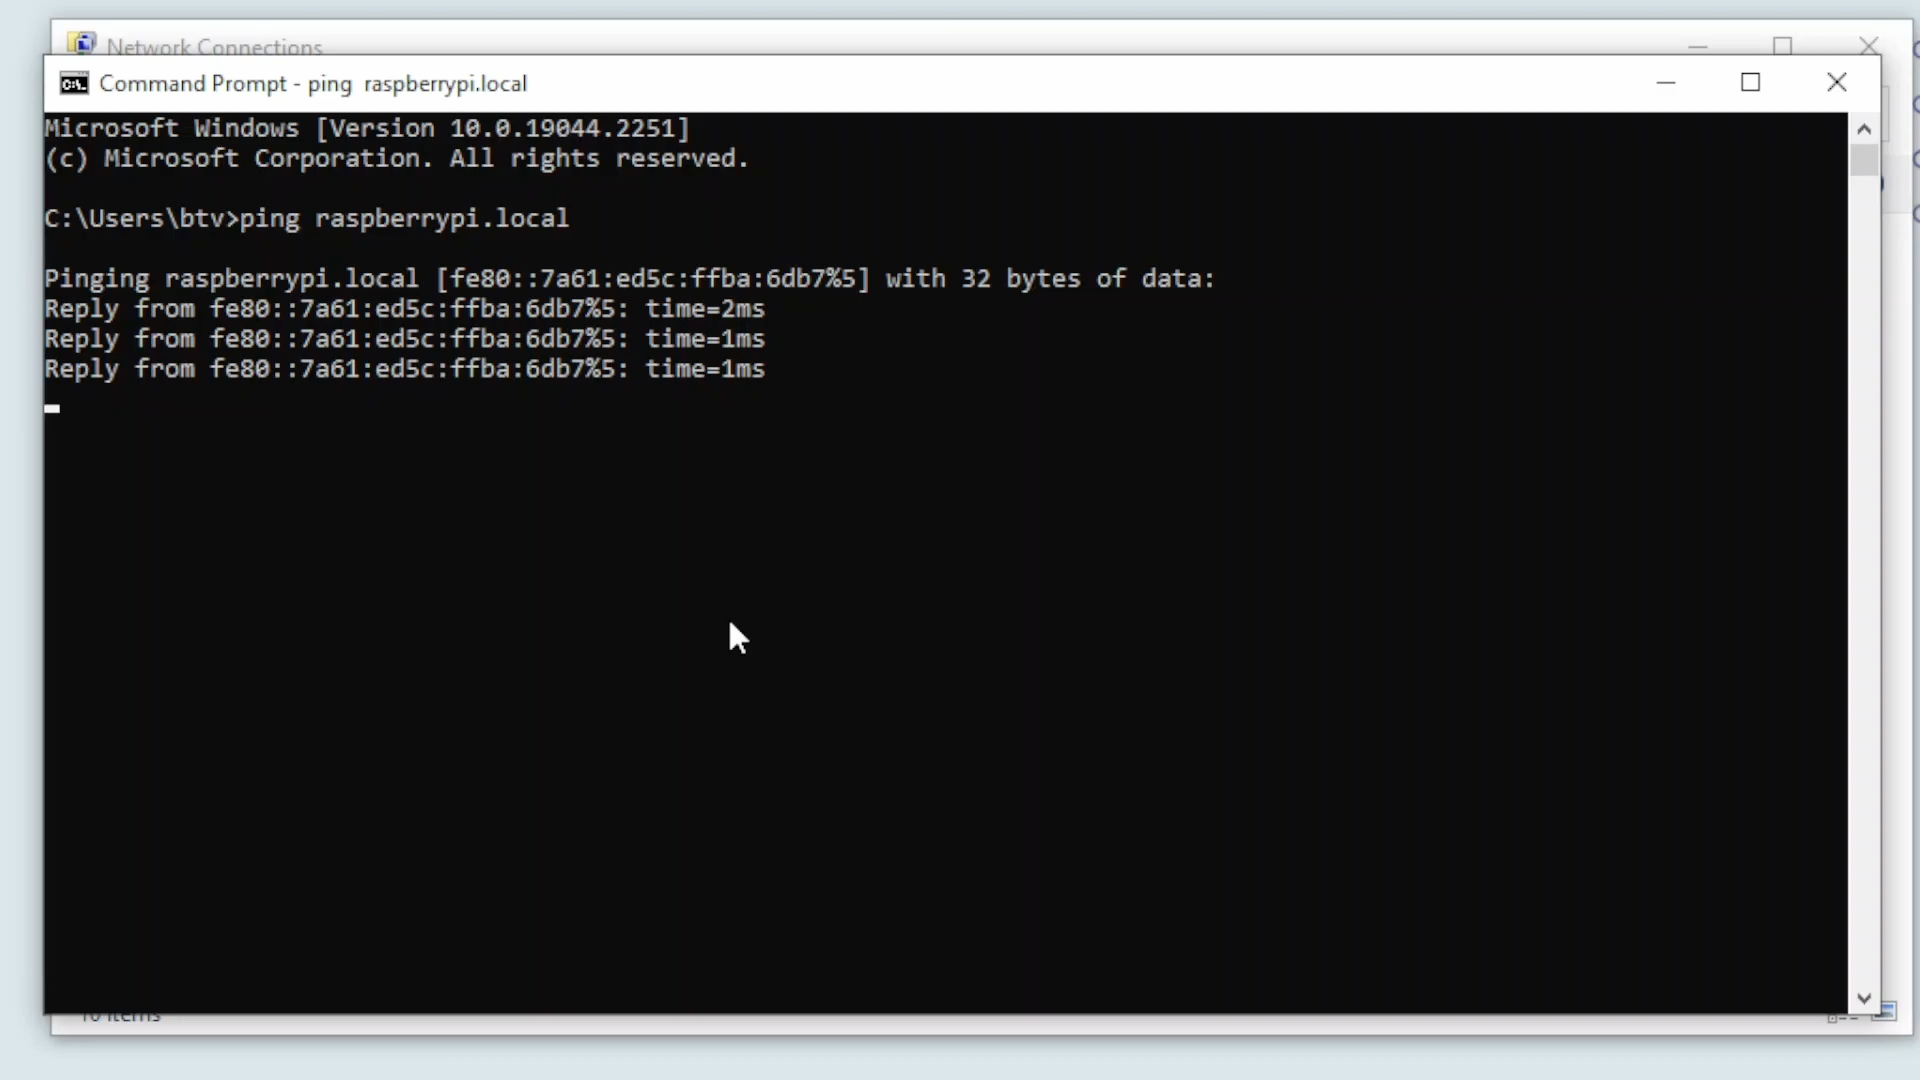 Network Connections
Command Prompt - ping  raspberrypi.local
Microsoft Windows [Version 10.0.19044.2251]
(c) Microsoft Corporation. All rights reserved.
C:\Users\btv>ping raspberrypi.local
Pinging raspberrypi.local [fe80::7a61:ed5c:ffba:6db7%5] with 32 bytes of data:
Reply from fe80::7a61:ed5c:ffba:6db7%5: time=2ms
Reply from fe80::7a61:ed5c:ffba:6db7%5: time=1ms
Reply from fe80::7a61:ed5c:ffba:6db7%5: time=1ms
10 items